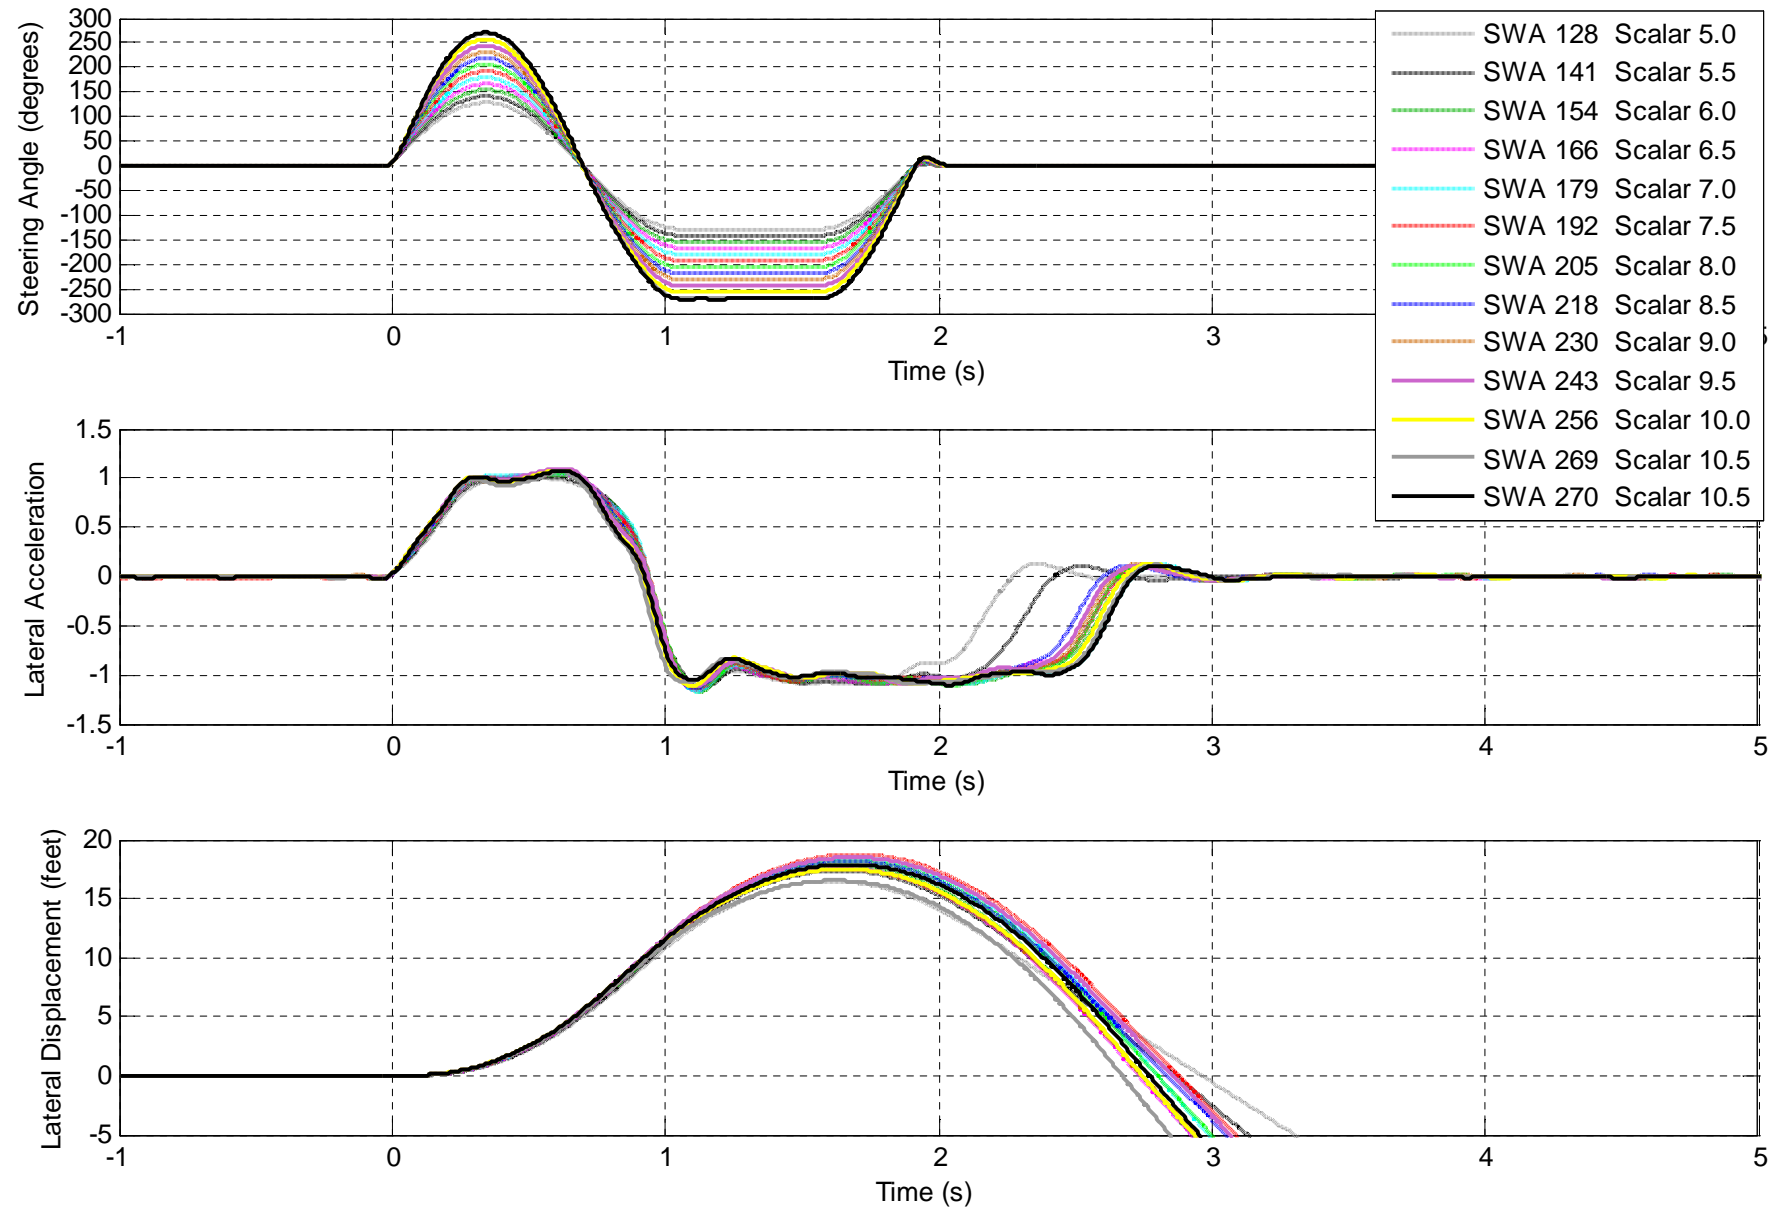 300
250
200
150
100
50
0
-50
-100
-150
-200
-250
-300
Steering Angle (degrees)
-1 0 1 2 3
Time (s)
SWA 128 Scalar 5.0
SWA 141 Scalar 5.5
SWA 154 Scalar 6.0
SWA 166 Scalar 6.5
SWA 179 Scalar 7.0
SWA 192 Scalar 7.5
SWA 205 Scalar 8.0
SWA 218 Scalar 8.5
SWA 230 Scalar 9.0
SWA 243 Scalar 9.5
SWA 256 Scalar 10.0
SWA 269 Scalar 10.5
SWA 270 Scalar 10.5
1.5
1
0.5
0
-0.5
-1
-1.5
Lateral Acceleration
-1 0 1 2 3 4 5
Time (s)
20
15
10
5
0
-5
Lateral Displacement (feet)
-1 0 1 2 3 4 5
Time (s)